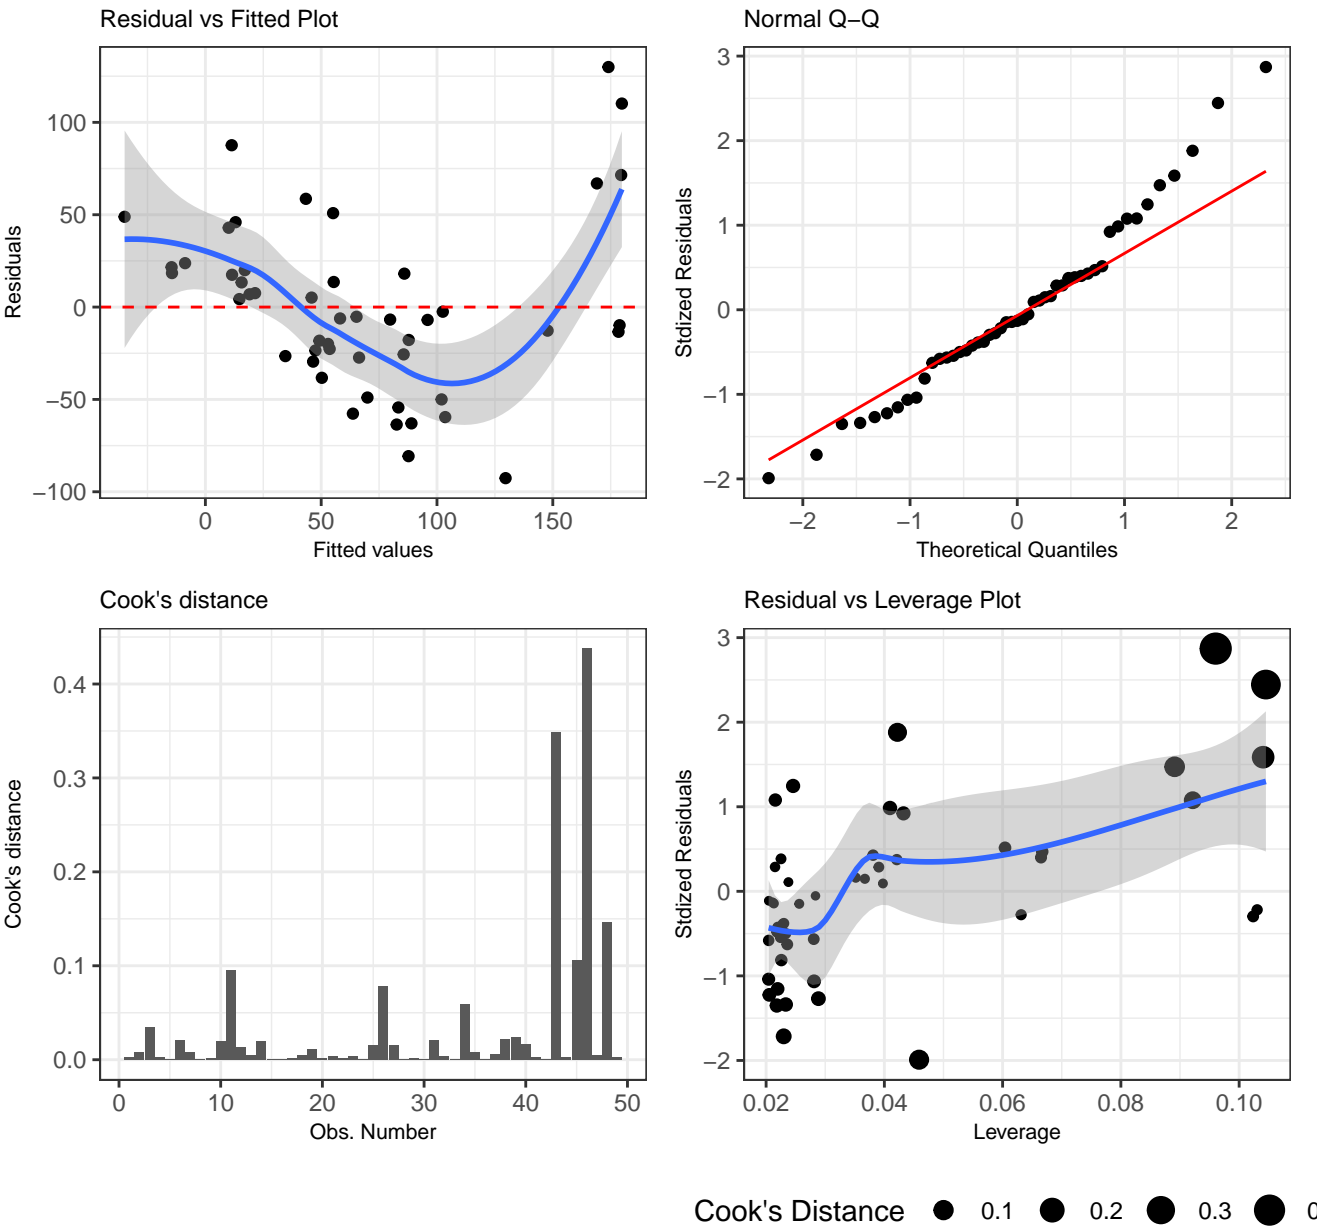 Residual vs Fitted Plot
100
50
0
−50
−100
Residuals
0 50 100 150
Fitted values
Normal Q−Q
3
2
1
0
−1
−2
Stdized Residuals
−2 −1 0 1 2
Theoretical Quantiles
Cook's distance
0.4
0.3
0.2
0.1
0.0
Cook's distance
0 10 20 30 40 50
Obs. Number
Residual vs Leverage Plot
3
2
1
0
−1
−2
Stdized Residuals
0.02 0.04 0.06 0.08 0.10
Leverage
Cook's Distance 0.1 0.2 0.3